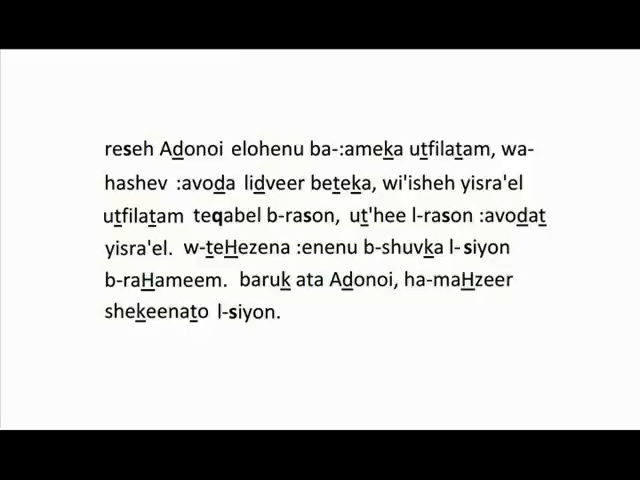 reseh Adonoi elohenu ba-:ameka utfilatam, wa-
hashev :avoda lidveer beteka, wi'isheh yisra'el
utfilatam teqabel b-rason, ut'hee l-rason :avodat
yisra'el. w-teHezena :enenu b-shuvka l-siyon
b-raHameem. baruk ata Adonoi, ha-maHzeer
shekeenato l-siyon.